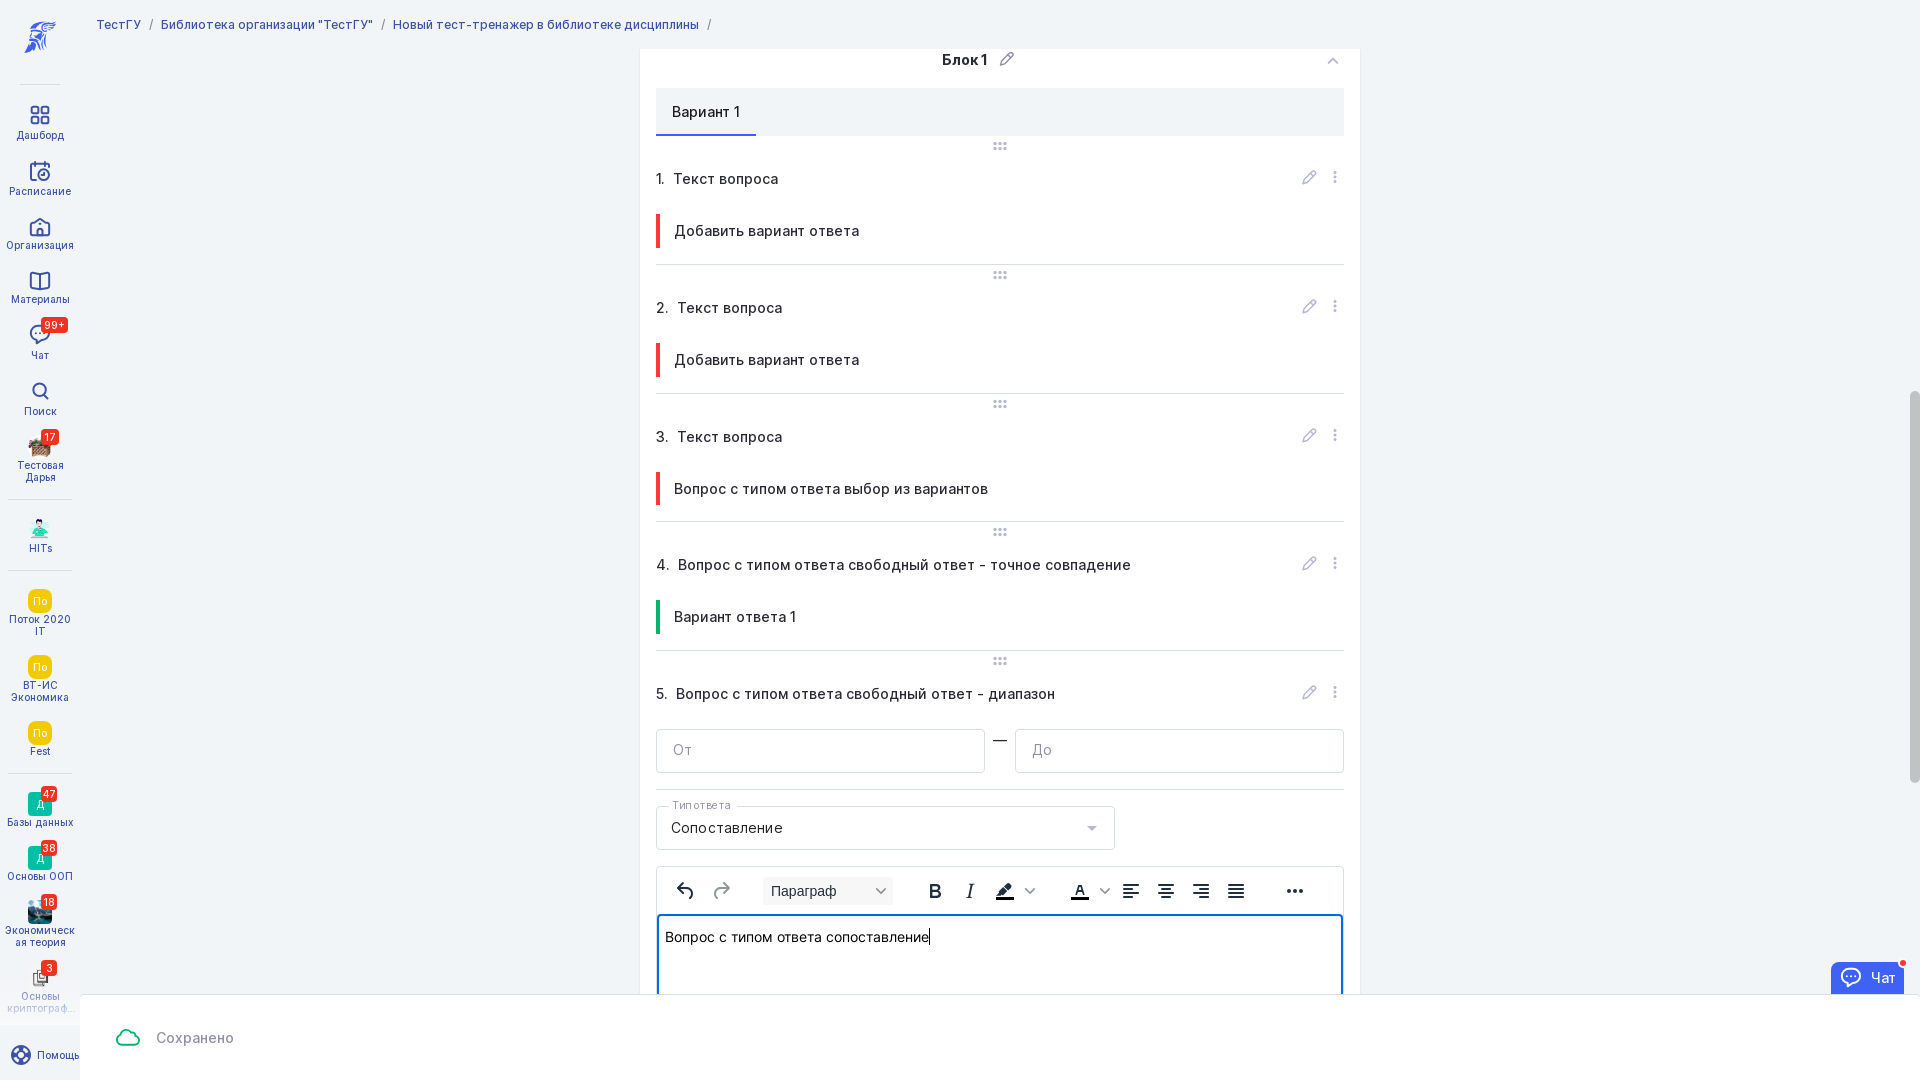 ТестГУ / Библиотека организации "ТестГУ" / Новый тест-тренажер в библиотеке дисциплины /
Дашборд
Расписание
Организация
Материалы
99+
Чат
Поиск
17
Тестовая
Дарья
HITs
По
Поток 2020
IT
По
ВТ-ИС
Экономика
По
Fest
47
Д
Базы данных
38
Д
Основы ООП
18
Экономическ
ая теория
3
Основы
криптограф...
Помощь
Блок 1
Вариант 1
1. Текст вопроса
Добавить вариант ответа
2. Текст вопроса
Добавить вариант ответа
3. Текст вопроса
Вопрос с типом ответа выбор из вариантов
4. Вопрос с типом ответа свободный ответ - точное совпадение
Вариант ответа 1
5. Вопрос с типом ответа свободный ответ - диапазон
От — До
Тип ответа
Сопоставление
Параграф
Вопрос с типом ответа сопоставление
Чат
Сохранено